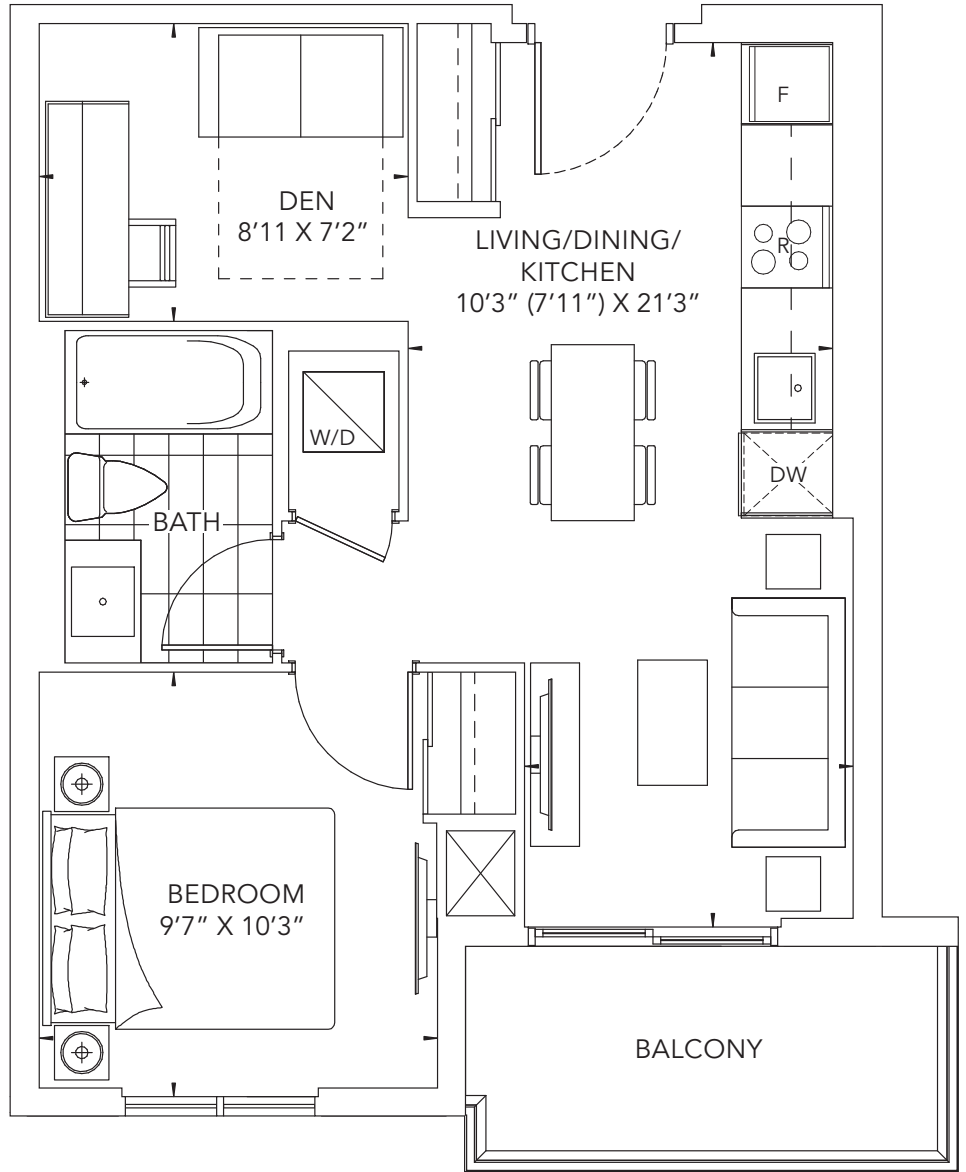 F
DEN
8'11 X 7'2”
LIVING/DINING/
KITCHEN
10'3” (7'11”) X 21'3”
R
W/D
DW
BATH
BEDROOM
9'7” X 10'3”
BALCONY